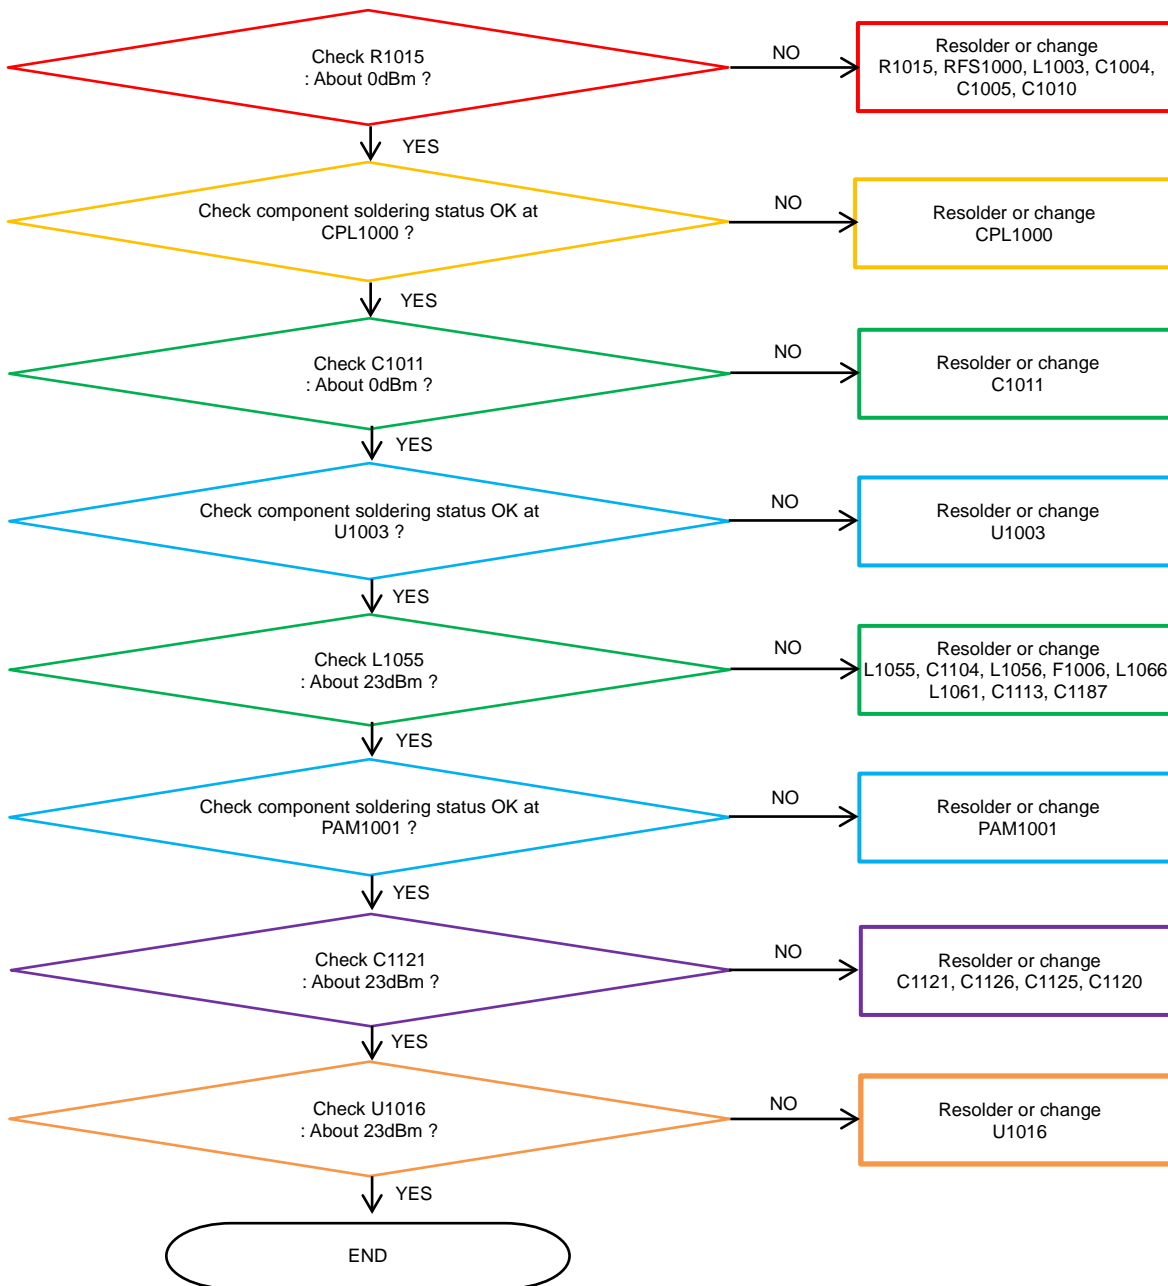 Check R1015
: About 0dBm ?
NO
Resolder or change
R1015, RFS1000, L1003, C1004,
C1005, C1010
YES
Check component soldering status OK at
CPL1000 ?
NO
Resolder or change
CPL1000
YES
Check C1011
: About 0dBm ?
NO
Resolder or change
C1011
YES
Check component soldering status OK at
U1003 ?
NO
Resolder or change
U1003
YES
Check L1055
: About 23dBm ?
NO
Resolder or change
L1055, C1104, L1056, F1006, L1066
L1061, C1113, C1187
YES
Check component soldering status OK at
PAM1001 ?
NO
Resolder or change
PAM1001
YES
Check C1121
: About 23dBm ?
NO
Resolder or change
C1121, C1126, C1125, C1120
YES
Check U1016
: About 23dBm ?
NO
Resolder or change
U1016
YES
END